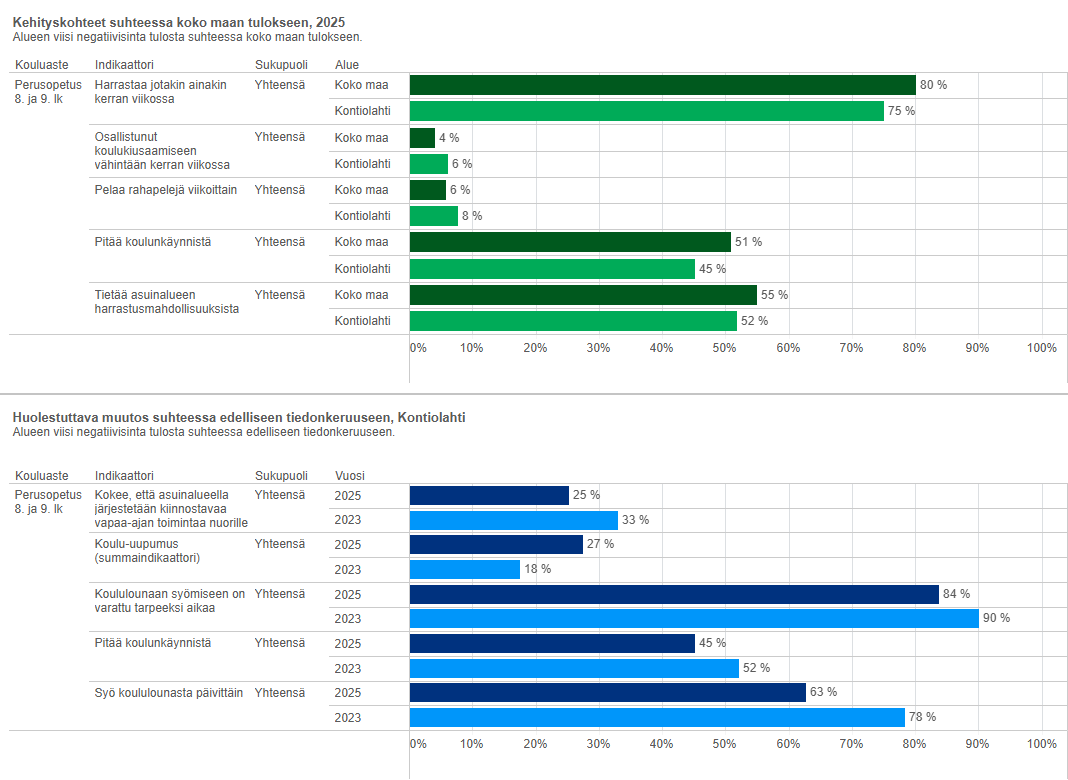 Kehityskohteet suhteessa koko maan tulokseen, 2025
Alueen viisi negatiivisinta tulosta suhteessa koko maan tulokseen.
Kouluaste Indikaattori Sukupuoli Alue
Perusopetus Harrastaa jotakin ainakin Yhteensä Koko maa 80 %
8. ja 9. lk kerran viikossa
Kontiolahti 75 %
Osallistunut Yhteensä Koko maa 4 %
koulukiusaamiseen
vähintään kerran viikossa Kontiolahti 6 %
Pelaa rahapelejä viikoittain Yhteensä Koko maa 6 %
Kontiolahti 8 %
Pitää koulunkäynnistä Yhteensä Koko maa 51 %
Kontiolahti 45 %
Tietää asuinalueen Yhteensä Koko maa 55 %
harrastusmahdollisuuksista
Kontiolahti 52 %
0% 10% 20% 30% 40% 50% 60% 70% 80% 90% 100%
Huolestuttava muutos suhteessa edelliseen tiedonkeruuseen, Kontiolahti
Alueen viisi negatiivisinta tulosta suhteessa edelliseen tiedonkeruuseen.
Kouluaste Indikaattori Sukupuoli Vuosi
Perusopetus Kokee, että asuinalueella Yhteensä 2025 25 %
8. ja 9. lk järjestetään kiinnostavaa
vapaa-ajan toimintaa nuorille 2023 33 %
Koulu-uupumus Yhteensä 2025 27 %
(summaindikaattori)
2023 18 %
Koululounaan syömiseen on Yhteensä 2025 84 %
varattu tarpeeksi aikaa
2023 90 %
Pitää koulunkäynnistä Yhteensä 2025 45 %
2023 52 %
Syö koululounasta päivittäin Yhteensä 2025 63 %
2023 78 %
0% 10% 20% 30% 40% 50% 60% 70% 80% 90% 100%